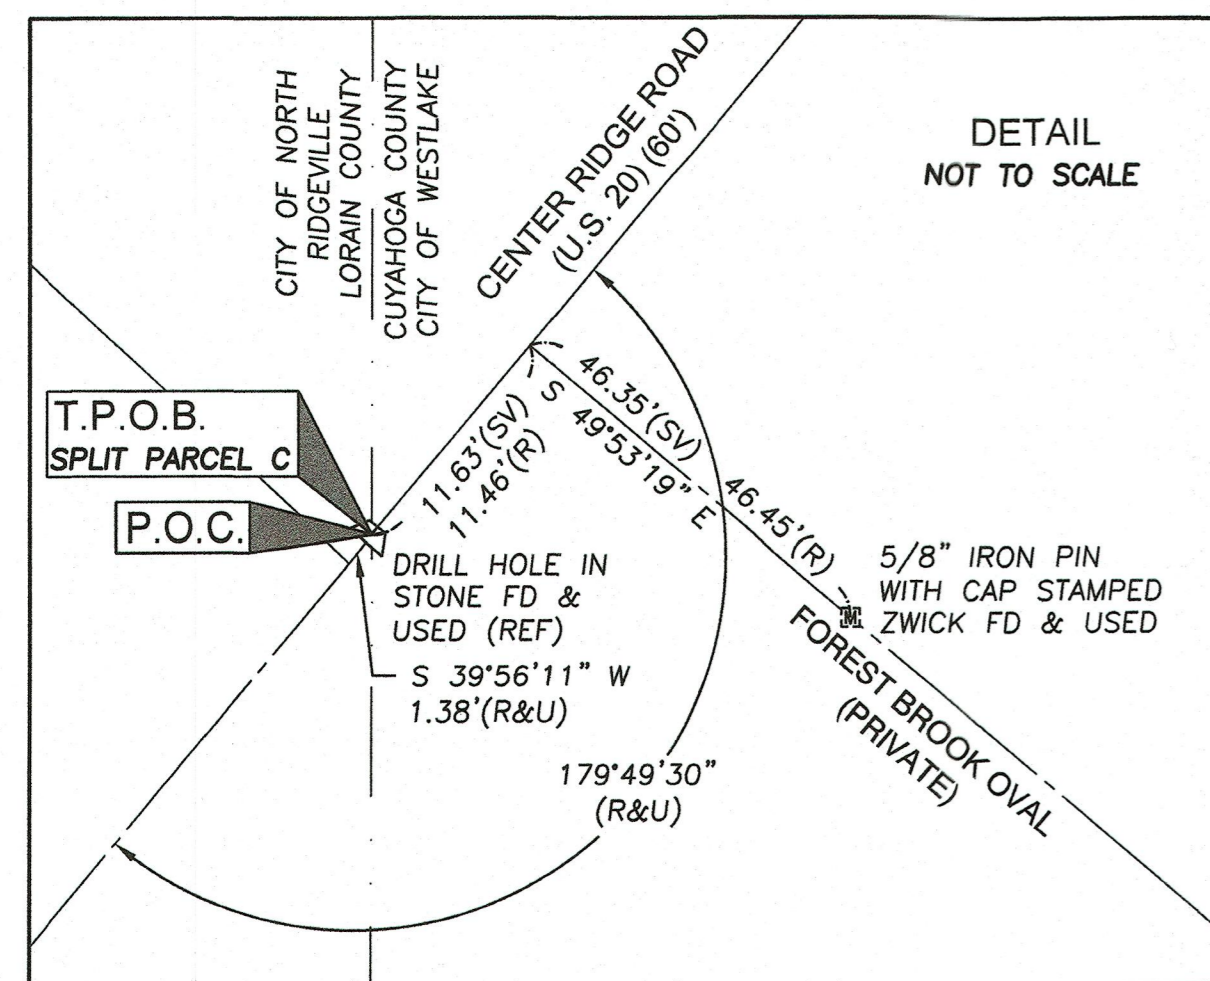 CITY OF NORTH
RIDGEVILLE
LORAIN COUNTY
CUYAHOGA COUNTY
CITY OF WESTLAKE
CENTER RIDGE ROAD
(U.S. 20) (60')
DETAIL
NOT TO SCALE
T.P.O.B.
SPLIT PARCEL C
P.O.C.
11.63'(SV)
11.46'(R)
46.35'(SV)
S 49°53'19" E
46.45'(R)
DRILL HOLE IN
STONE FD &
USED (REF)
S 39°56'11" W
1.38'(R&U)
5/8" IRON PIN
WITH CAP STAMPED
ZWICK FD & USED
M
FOREST BROOK OVAL
(PRIVATE)
179°49'30"
(R&U)